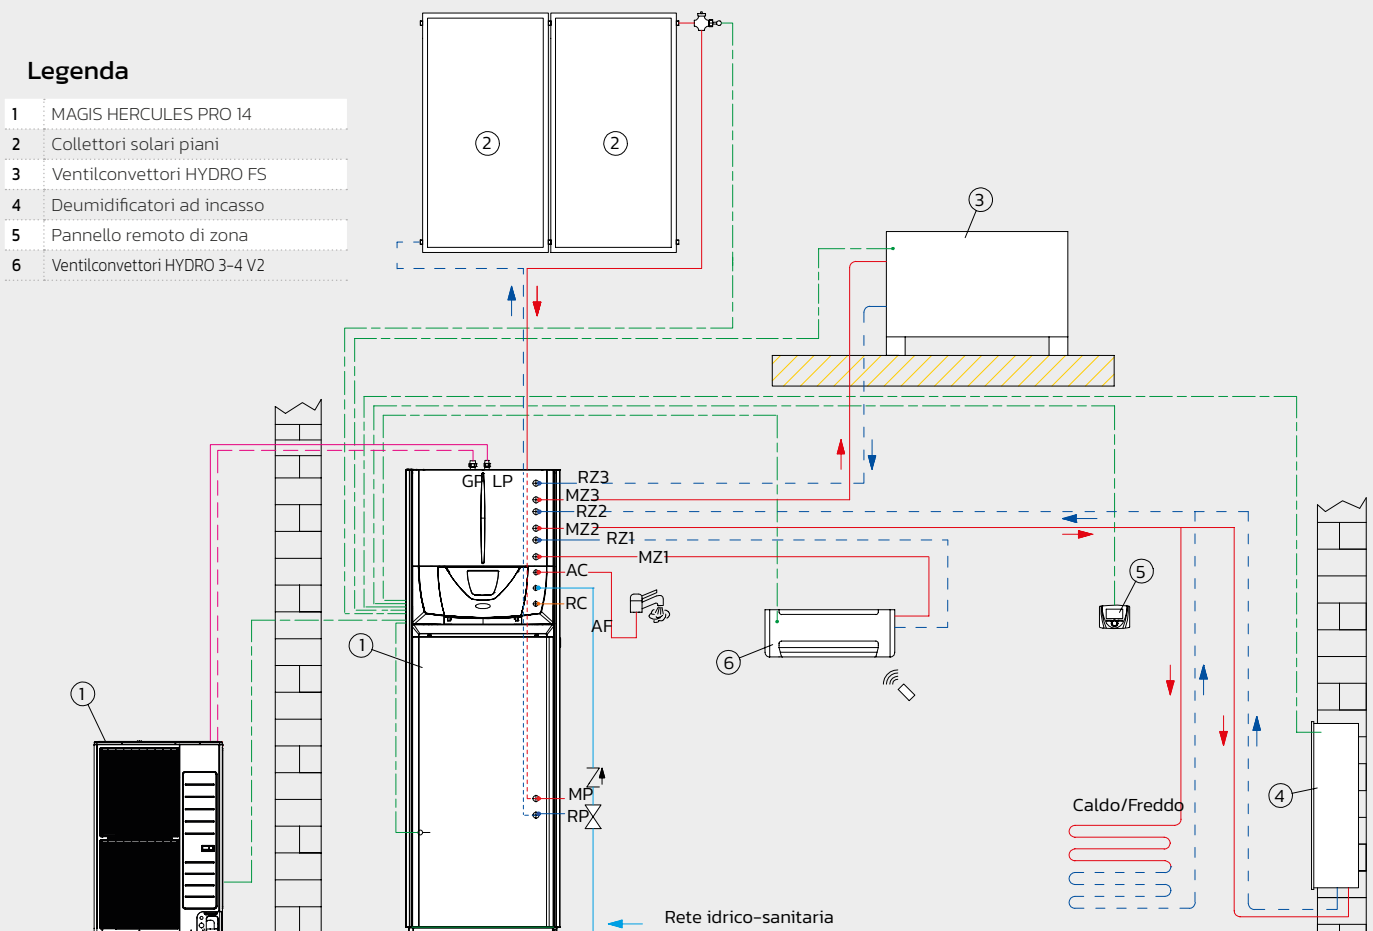 Legenda
1 MAGIS HERCULES PRO 14
2 Collettori solari piani
3 Ventilconvettori HYDRO FS
4 Deumidificatori ad incasso
5 Pannello remoto di zona
6 Ventilconvettori HYDRO 3-4 V2
2 2
3
GP LP
RZ3
MZ3
RZ2
MZ2
RZ1
MZ1
AC
RC
AF
5
1
6
1
MP
RP
Caldo/Freddo
4
Rete idrico-sanitaria